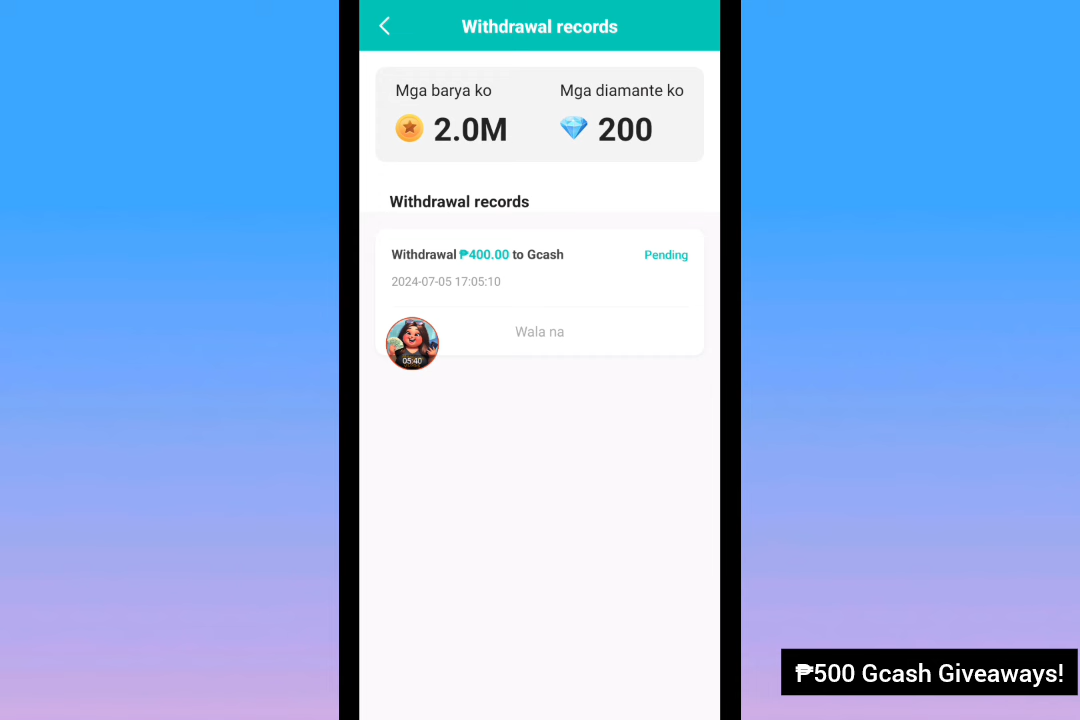 Withdrawal records
Mga barya ko
Mga diamante ko
2.0M
200
Withdrawal records
Withdrawal ₱400.00 to Gcash
Pending
2024-07-05 17:05:10
Wala na
05:40
₱500 Gcash Giveaways!